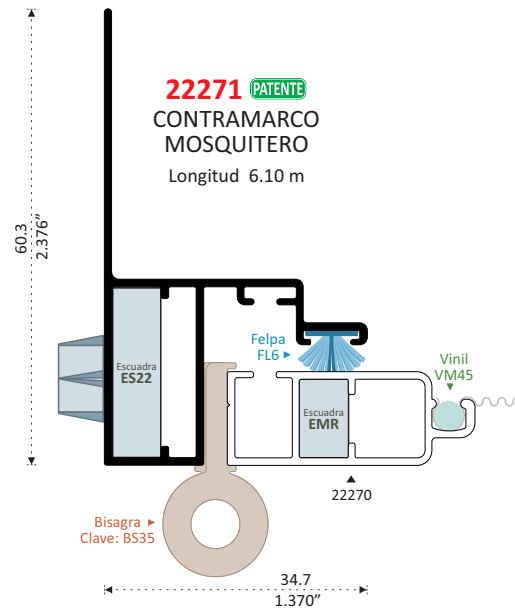 22271 PATENTE
CONTRAMARCO
MOSQUITERO
Longitud 6.10 m
60.3
2.376”
Felpa
FL6
Vinil
VM45
Escuadra
ES22
Escuadra
EMR
22270
Bisagra
Clave: BS35
34.7
1.370”